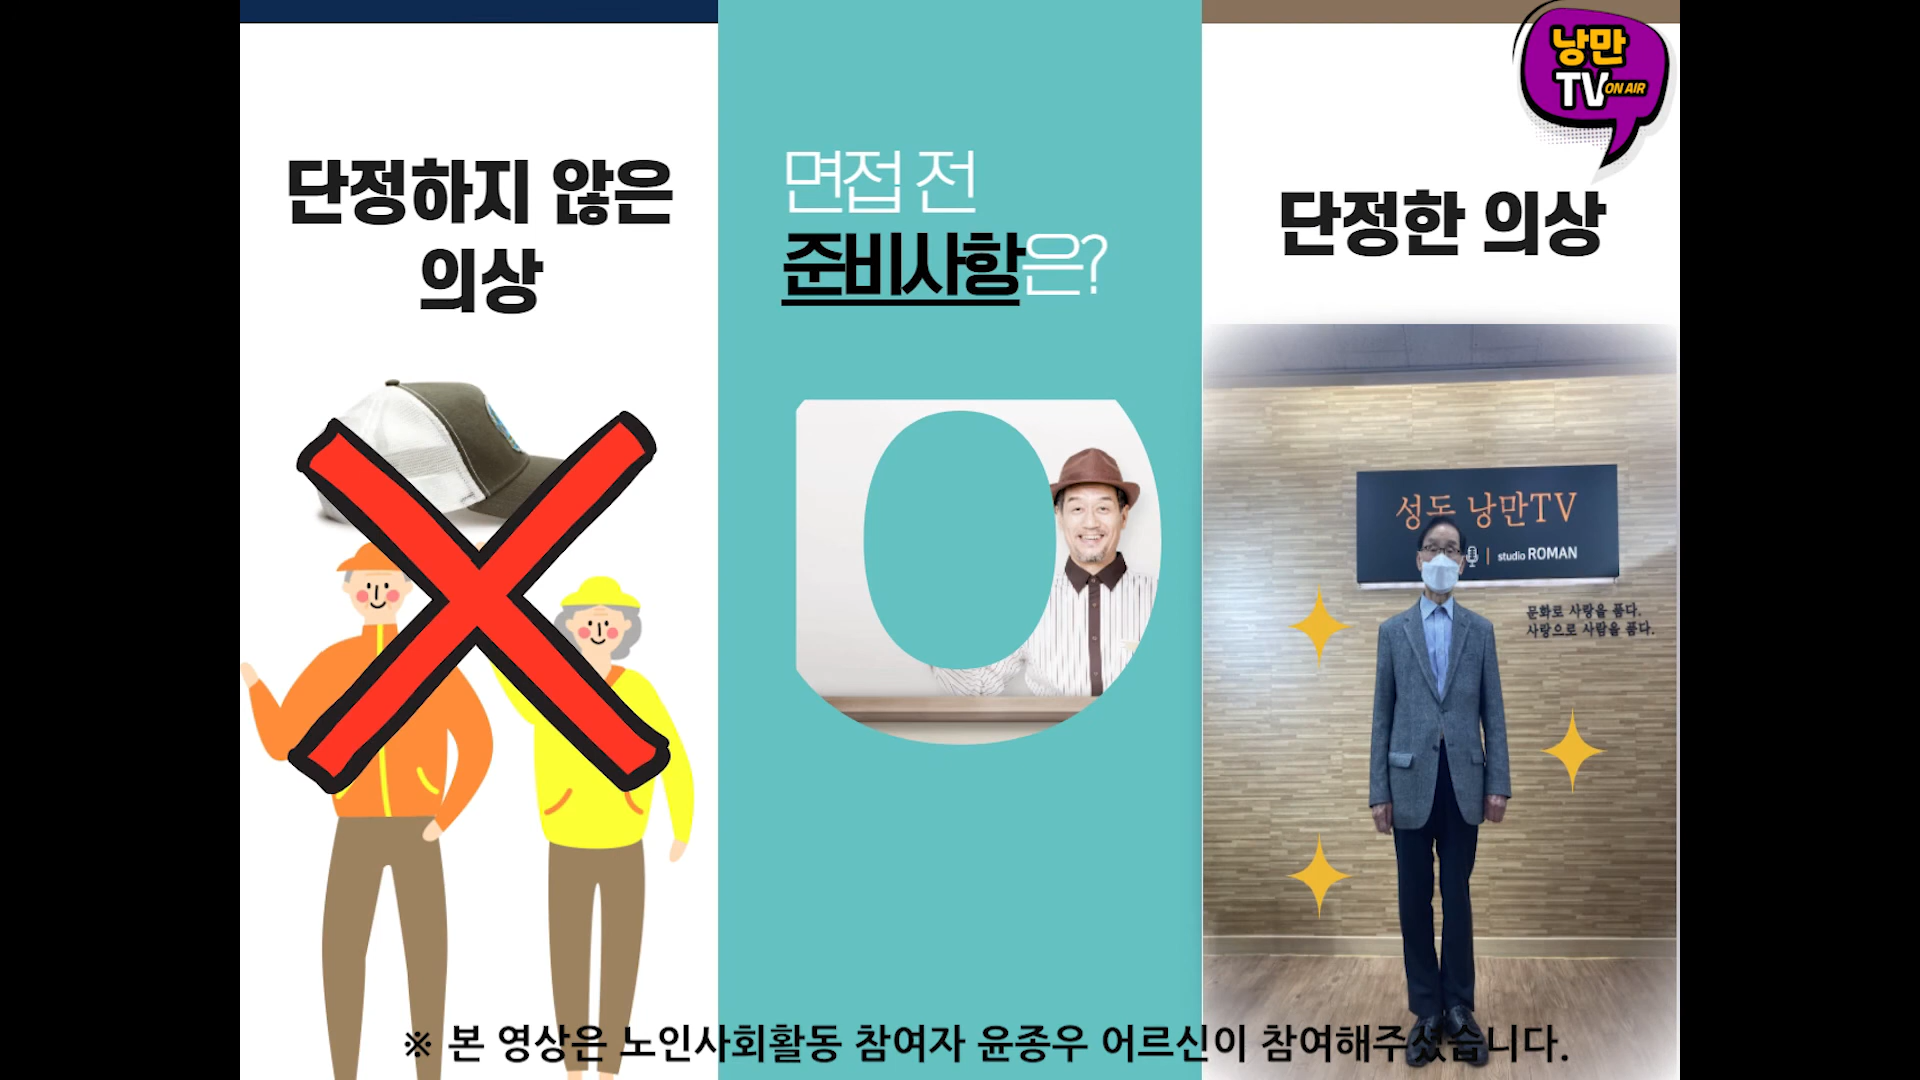 단정하지 않은
의상
면접 전
준비사항은?
단정한 의상
낭만
TV ON AIR
성도 낭만TV
studio ROMAN
문화로 사랑을 품다.
사랑으로 사람을 품다.
※ 본 영상은 노인사회활동 참여자 윤종우 어르신이 참여해주셨습니다.